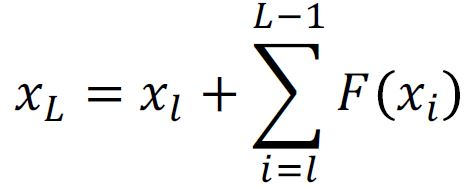 x_L = x_l + \sum_{i=l}^{L-1} F(x_i)